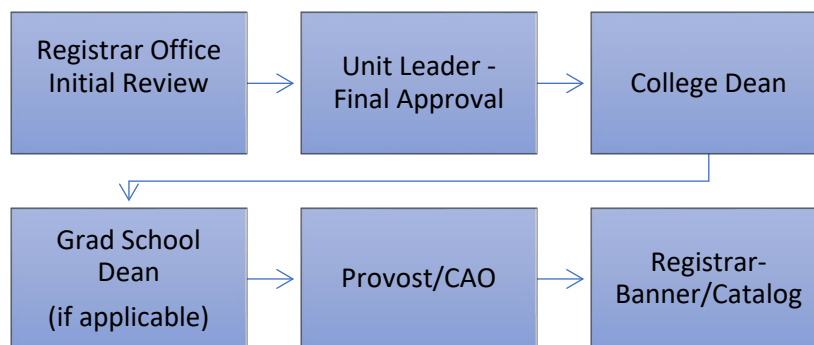 Registrar Office
Initial Review
Unit Leader -
Final Approval
College Dean
Grad School
Dean
(if applicable)
Provost/CAO
Registrar-
Banner/Catalog